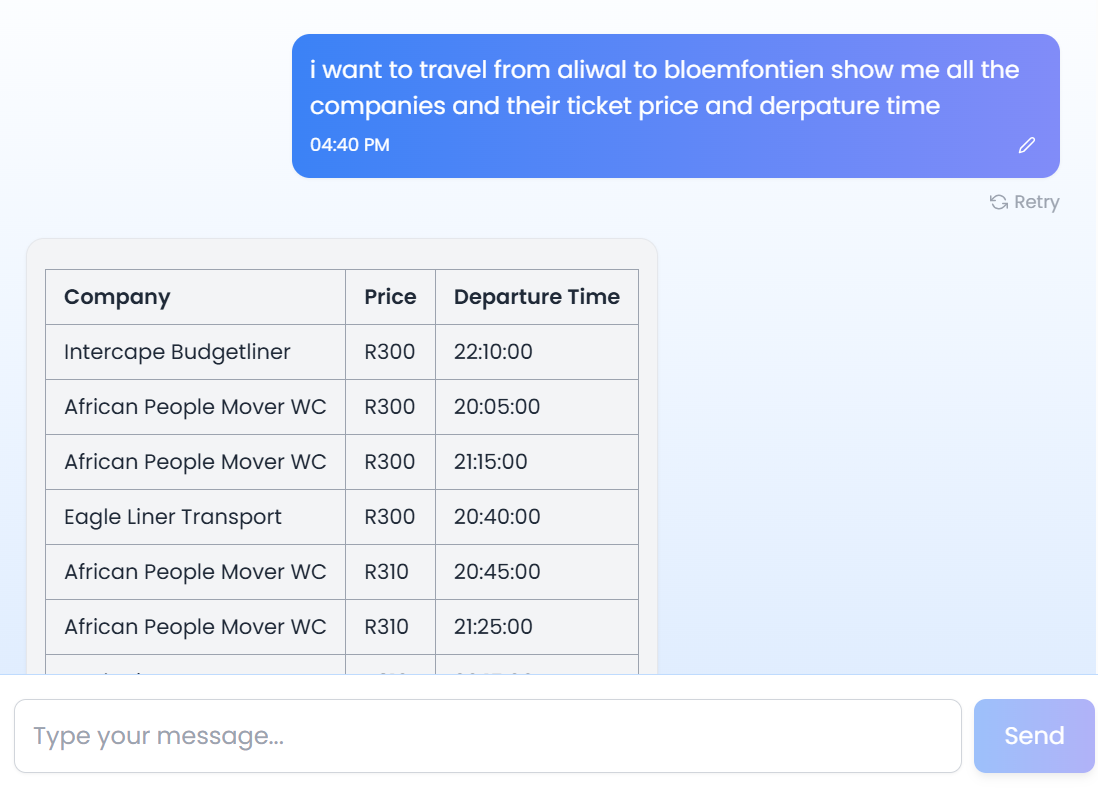 i want to travel from aliwal to bloemfontien show me all the
companies and their ticket price and derpature time
04:40 PM
Retry
Company Price Departure Time
Intercape Budgetliner R300 22:10:00
African People Mover WC R300 20:05:00
African People Mover WC R300 21:15:00
Eagle Liner Transport R300 20:40:00
African People Mover WC R310 20:45:00
African People Mover WC R310 21:25:00
Type your message...
Send